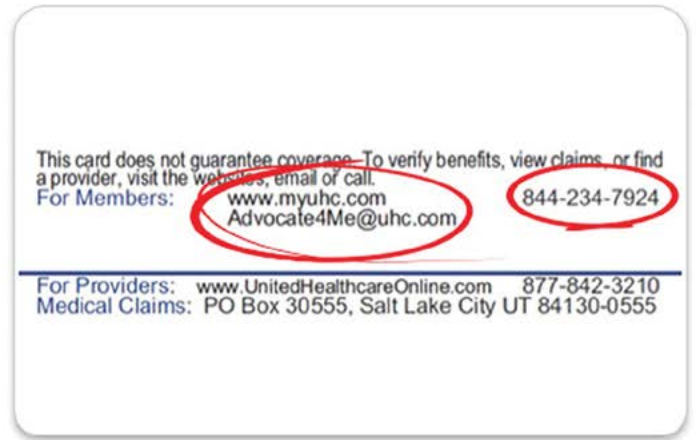 This card does not guarantee coverage. To verify benefits, view claims, or find
a provider, visit the websites, email or call.
For Members: www.myuhc.com 844-234-7924
Advocate4Me@uhc.com
For Providers: www.UnitedHealthcareOnline.com 877-842-3210
Medical Claims: PO Box 30555, Salt Lake City UT 84130-0555